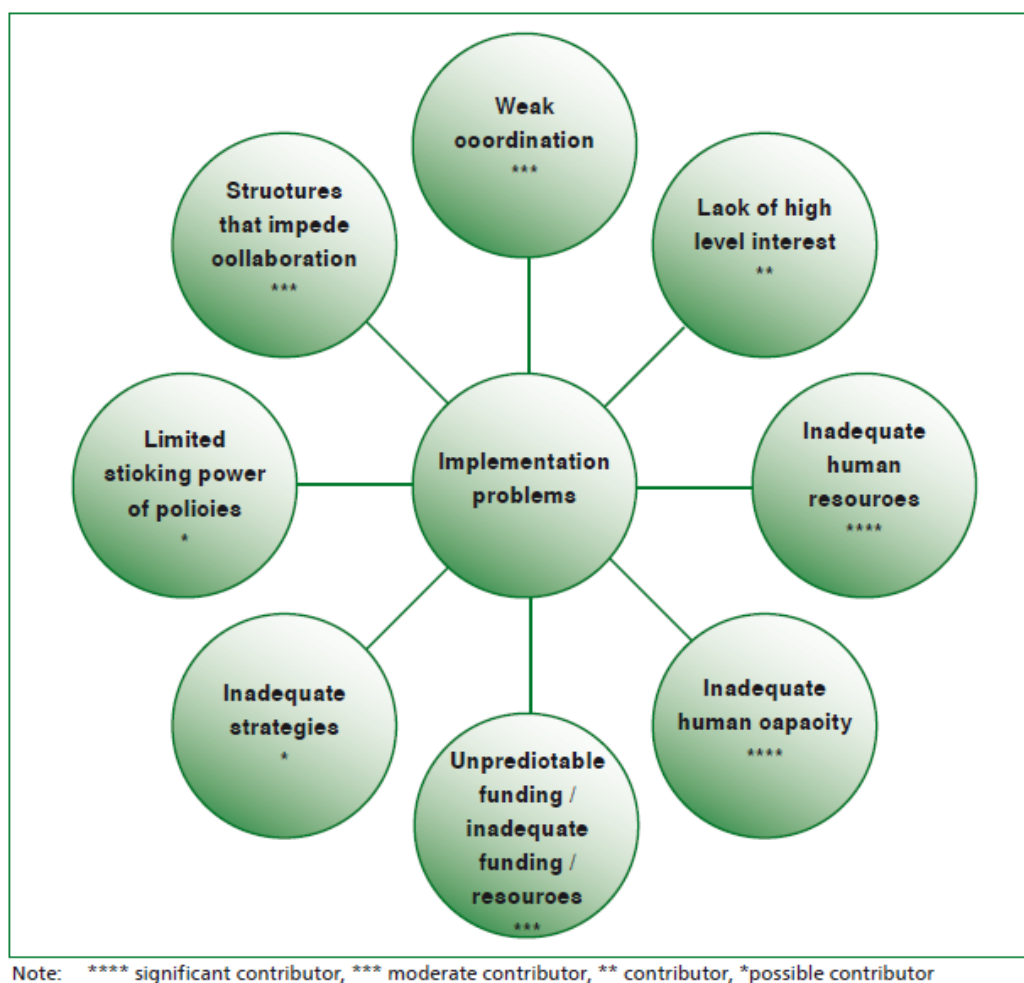 Weak
ooordination
***
Struotures
that impede
oollaboration
***
Laok of high
level interest
**
Limited
stioking power
of polioies
*
Implementation
problems
Inadequate
human
resouroes
****
Inadequate
strategies
*
Inadequate
human oapaoity
****
Unprediotable
funding /
inadequate
funding /
resouroes
***
Note: **** significant contributor, *** moderate contributor, ** contributor, *possible contributor